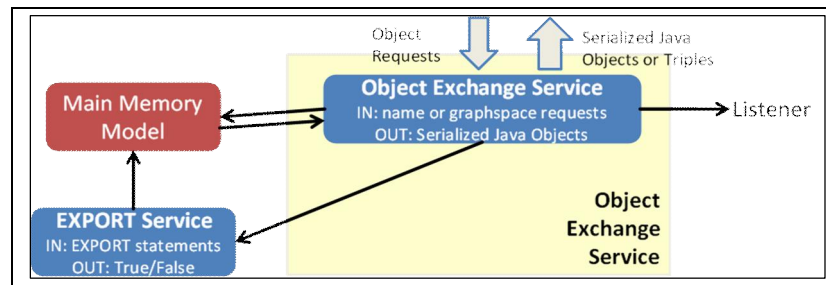 Object
Requests
Serialized Java
Objects or Triples
Main Memory
Model
Object Exchange Service
IN: name or graphspace requests
OUT: Serialized Java Objects
Listener
EXPORT Service
IN: EXPORT statements
OUT: True/False
Object
Exchange
Service